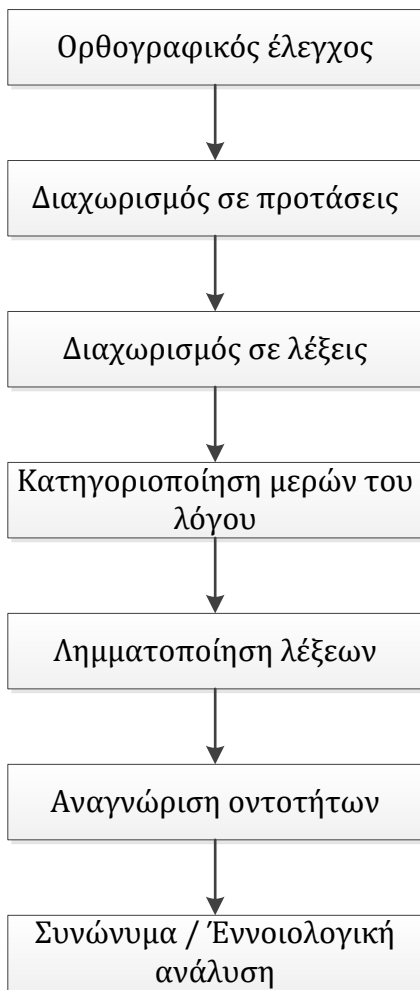 Ορθογραφικός έλεγχος
Διαχωρισμός σε προτάσεις
Διαχωρισμός σε λέξεις
Κατηγοριοποίηση μερών του
λόγου
Λημματοποίηση λέξεων
Αναγνώριση οντοτήτων
Συνώνυμα / Έννοιολογική
ανάλυση